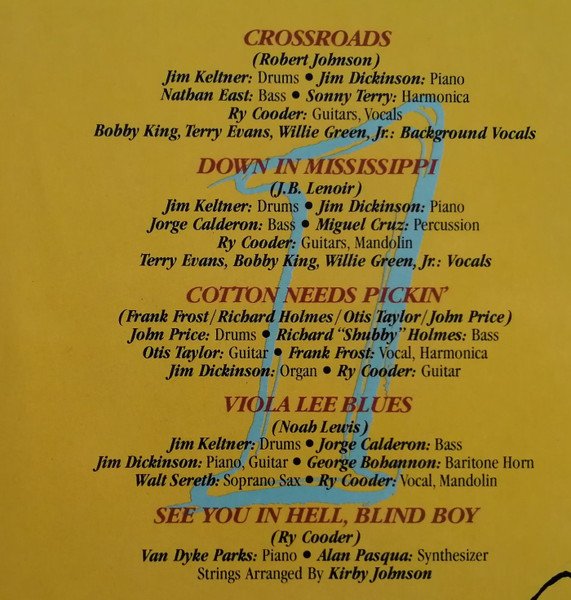 CROSSROADS
(Robert Johnson)
Jim Keltner: Drums • Jim Dickinson: Piano
Nathan East: Bass • Sonny Terry: Harmonica
Ry Cooder: Guitars, Vocals
Bobby King, Terry Evans, Willie Green, Jr.: Background Vocals
DOWN IN MISSISSIPPI
(J.B. Lenoir)
Jim Keltner: Drums • Jim Dickinson: Piano
Jorge Calderon: Bass • Miguel Cruz: Percussion
Ry Cooder: Guitars, Mandolin
Terry Evans, Bobby King, Willie Green, Jr.: Vocals
COTTON NEEDS PICKIN'
(Frank Frost/Richard Holmes/Otis Taylor/John Price)
John Price: Drums • Richard "Shubby" Holmes: Bass
Otis Taylor: Guitar • Frank Frost: Vocal, Harmonica
Jim Dickinson: Organ • Ry Cooder: Guitar
VIOLA LEE BLUES
(Noah Lewis)
Jim Keltner: Drums • Jorge Calderon: Bass
Jim Dickinson: Piano, Guitar • George Bohannon: Baritone Horn
Walt Sereth: Soprano Sax • Ry Cooder: Vocal, Mandolin
SEE YOU IN HELL, BLIND BOY
(Ry Cooder)
Van Dyke Parks: Piano • Alan Pasqua: Synthesizer
Strings Arranged By Kirby Johnson